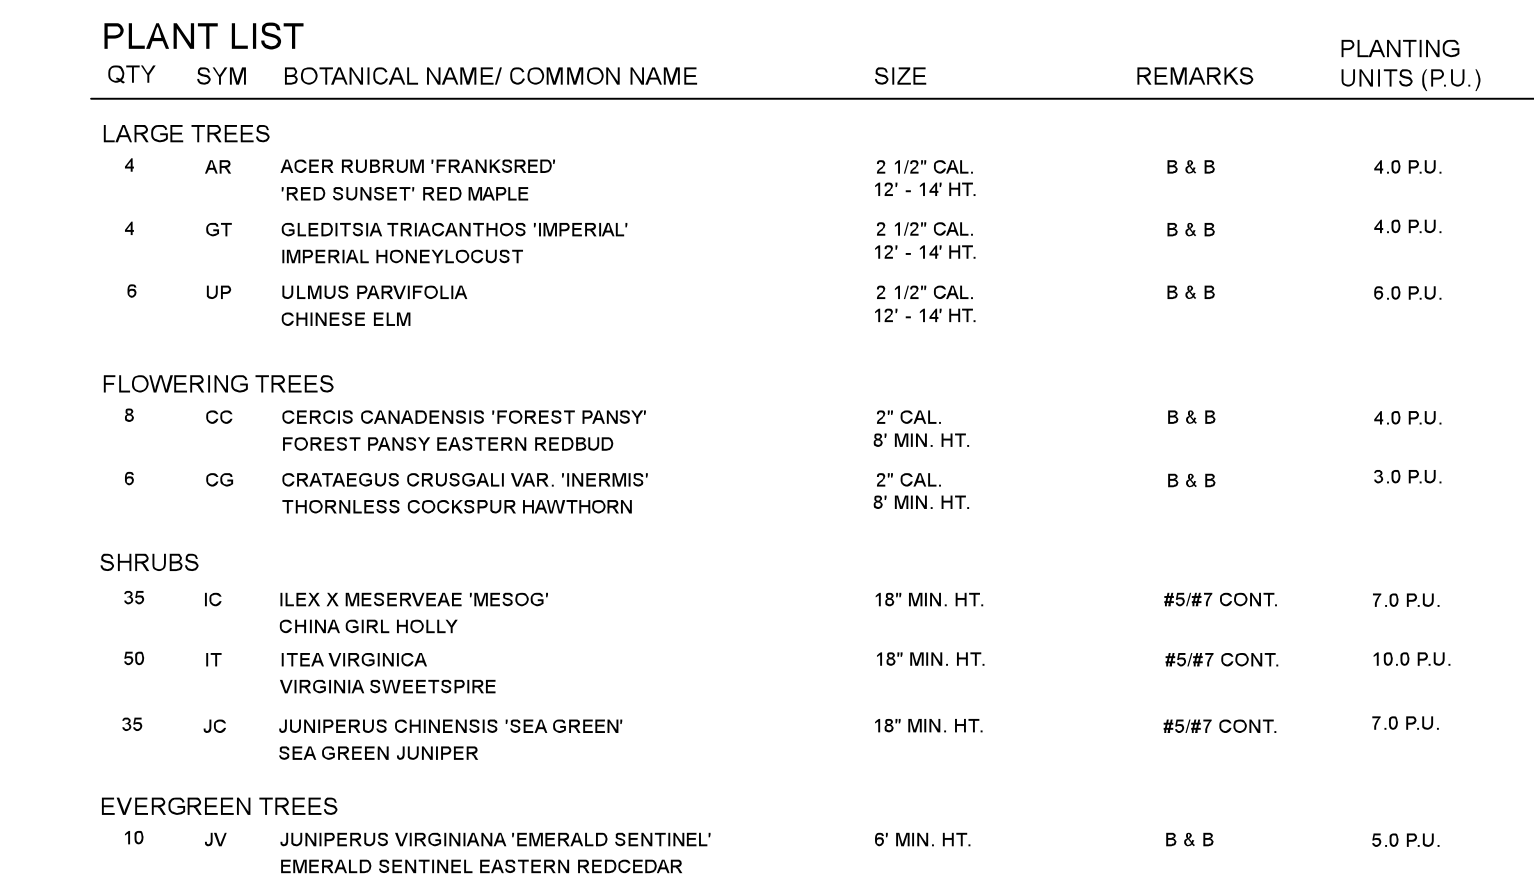 PLANT LIST
QTY SYM BOTANICAL NAME/ COMMON NAME SIZE REMARKS PLANTING UNITS (P.U.)
LARGE TREES
4 AR ACER RUBRUM 'FRANKSRED' 2 1/2" CAL. B & B 4.0 P.U.
'RED SUNSET' RED MAPLE 12' - 14' HT.
4 GT GLEDITSIA TRIACANTHOS 'IMPERIAL' 2 1/2" CAL. B & B 4.0 P.U.
IMPERIAL HONEYLOCUST 12' - 14' HT.
6 UP ULMUS PARVIFOLIA 2 1/2" CAL. B & B 6.0 P.U.
CHINESE ELM 12' - 14' HT.
FLOWERING TREES
8 CC CERCIS CANADENSIS 'FOREST PANSY' 2" CAL. B & B 4.0 P.U.
FOREST PANSY EASTERN REDBUD 8' MIN. HT.
6 CG CRATAEGUS CRUSGALI VAR. 'INERMIS' 2" CAL. B & B 3.0 P.U.
THORNLESS COCKSPUR HAWTHORN 8' MIN. HT.
SHRUBS
35 IC ILEX X MESERVEAE 'MESOG' 18" MIN. HT. #5/#7 CONT. 7.0 P.U.
CHINA GIRL HOLLY
50 IT ITEA VIRGINICA 18" MIN. HT. #5/#7 CONT. 10.0 P.U.
VIRGINIA SWEETSPIRE
35 JC JUNIPERUS CHINENSIS 'SEA GREEN' 18" MIN. HT. #5/#7 CONT. 7.0 P.U.
SEA GREEN JUNIPER
EVERGREEN TREES
10 JV JUNIPERUS VIRGINIANA 'EMERALD SENTINEL' 6' MIN. HT. B & B 5.0 P.U.
EMERALD SENTINEL EASTERN REDCEDAR